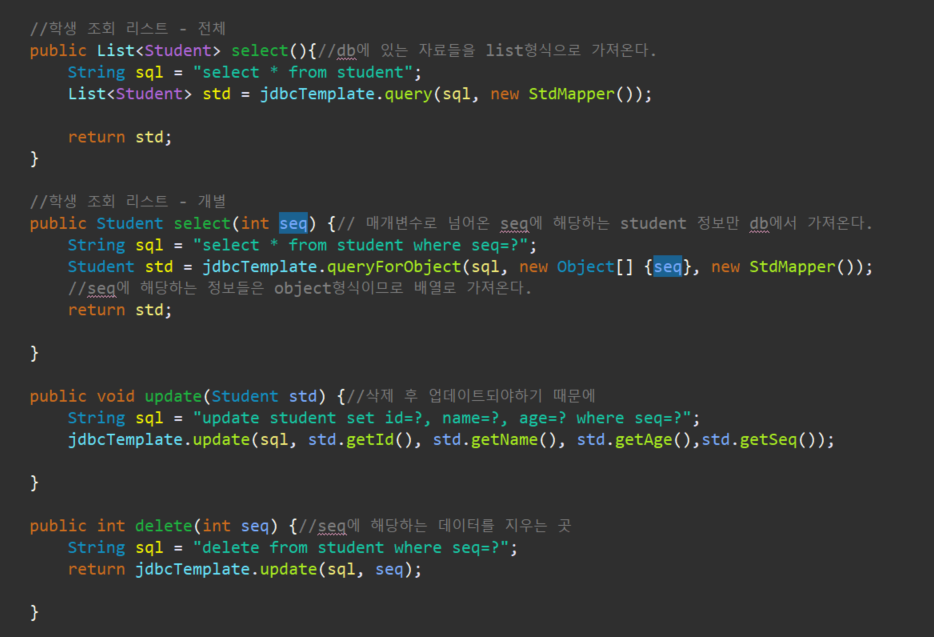 //학생 조회 리스트 - 전체
public List<Student> select(){//db에 있는 자료들을 list형식으로 가져온다.
String sql = "select * from student";
List<Student> std = jdbcTemplate.query(sql, new StdMapper());
return std;
}
//학생 조회 리스트 - 개별
public Student select(int seq) {// 매개변수로 넘어온 seq에 해당하는 student 정보만 db에서 가져온다.
String sql = "select * from student where seq=?";
Student std = jdbcTemplate.queryForObject(sql, new Object[] {seq}, new StdMapper());
//seq에 해당하는 정보들은 object형식이므로 배열로 가져온다.
return std;
}
public void update(Student std) {//삭제 후 업데이트되야하기 때문에
String sql = "update student set id=?, name=?, age=? where seq=?";
jdbcTemplate.update(sql, std.getId(), std.getName(), std.getAge(),std.getSeq());
}
public int delete(int seq) {//seq에 해당하는 데이터를 지우는 곳
String sql = "delete from student where seq=?";
return jdbcTemplate.update(sql, seq);
}